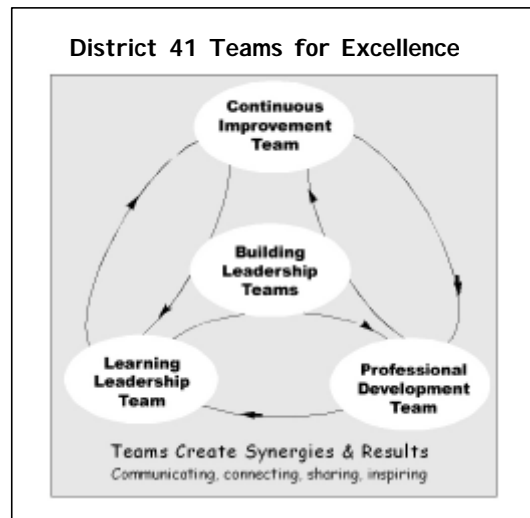 District 41 Teams for Excellence
Continuous
Improvement
Team
Building
Leadership
Teams
Learning
Leadership
Team
Professional
Development
Team
Teams Create Synergies & Results
Communicating, connecting, sharing, inspiring